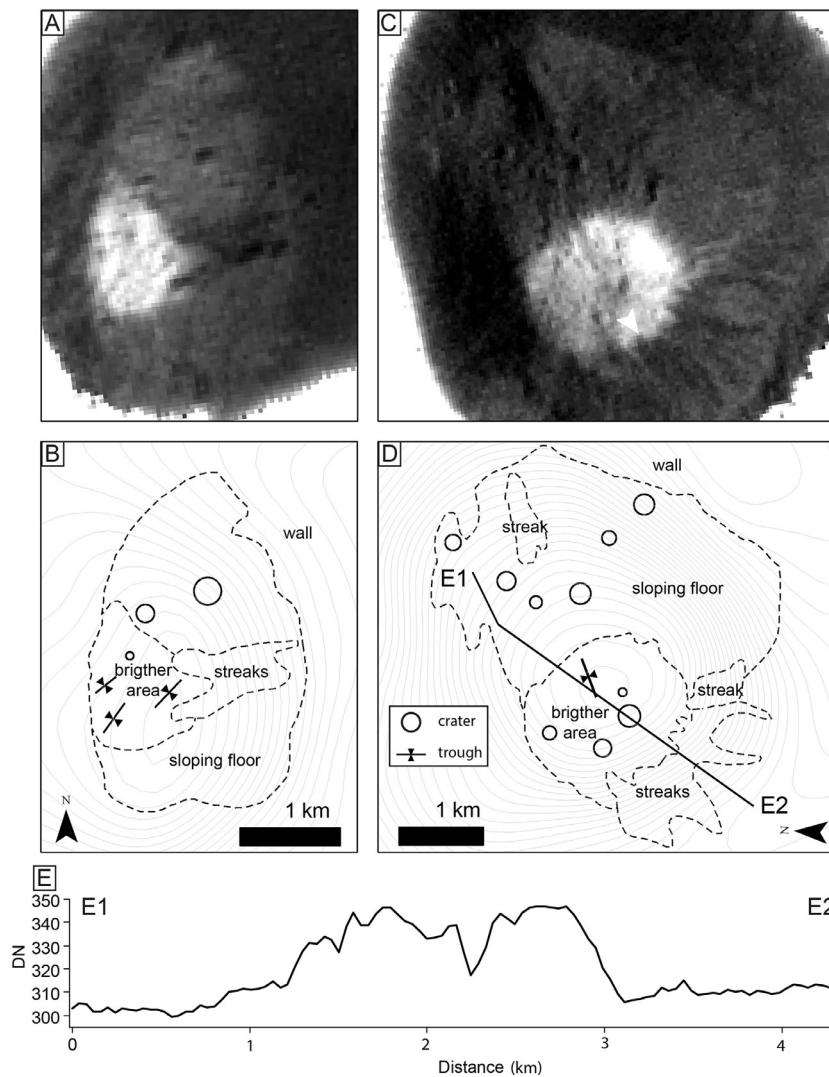 A
C
B
wall
brigther
area
streaks
sloping floor
N
1 km
D
wall
streak
E1
sloping floor
brigther
area
streak
streaks
crater
trough
E2
1 km
N
E
E1
E2
DN
350
340
330
320
310
300
0
1
2
3
4
Distance (km)